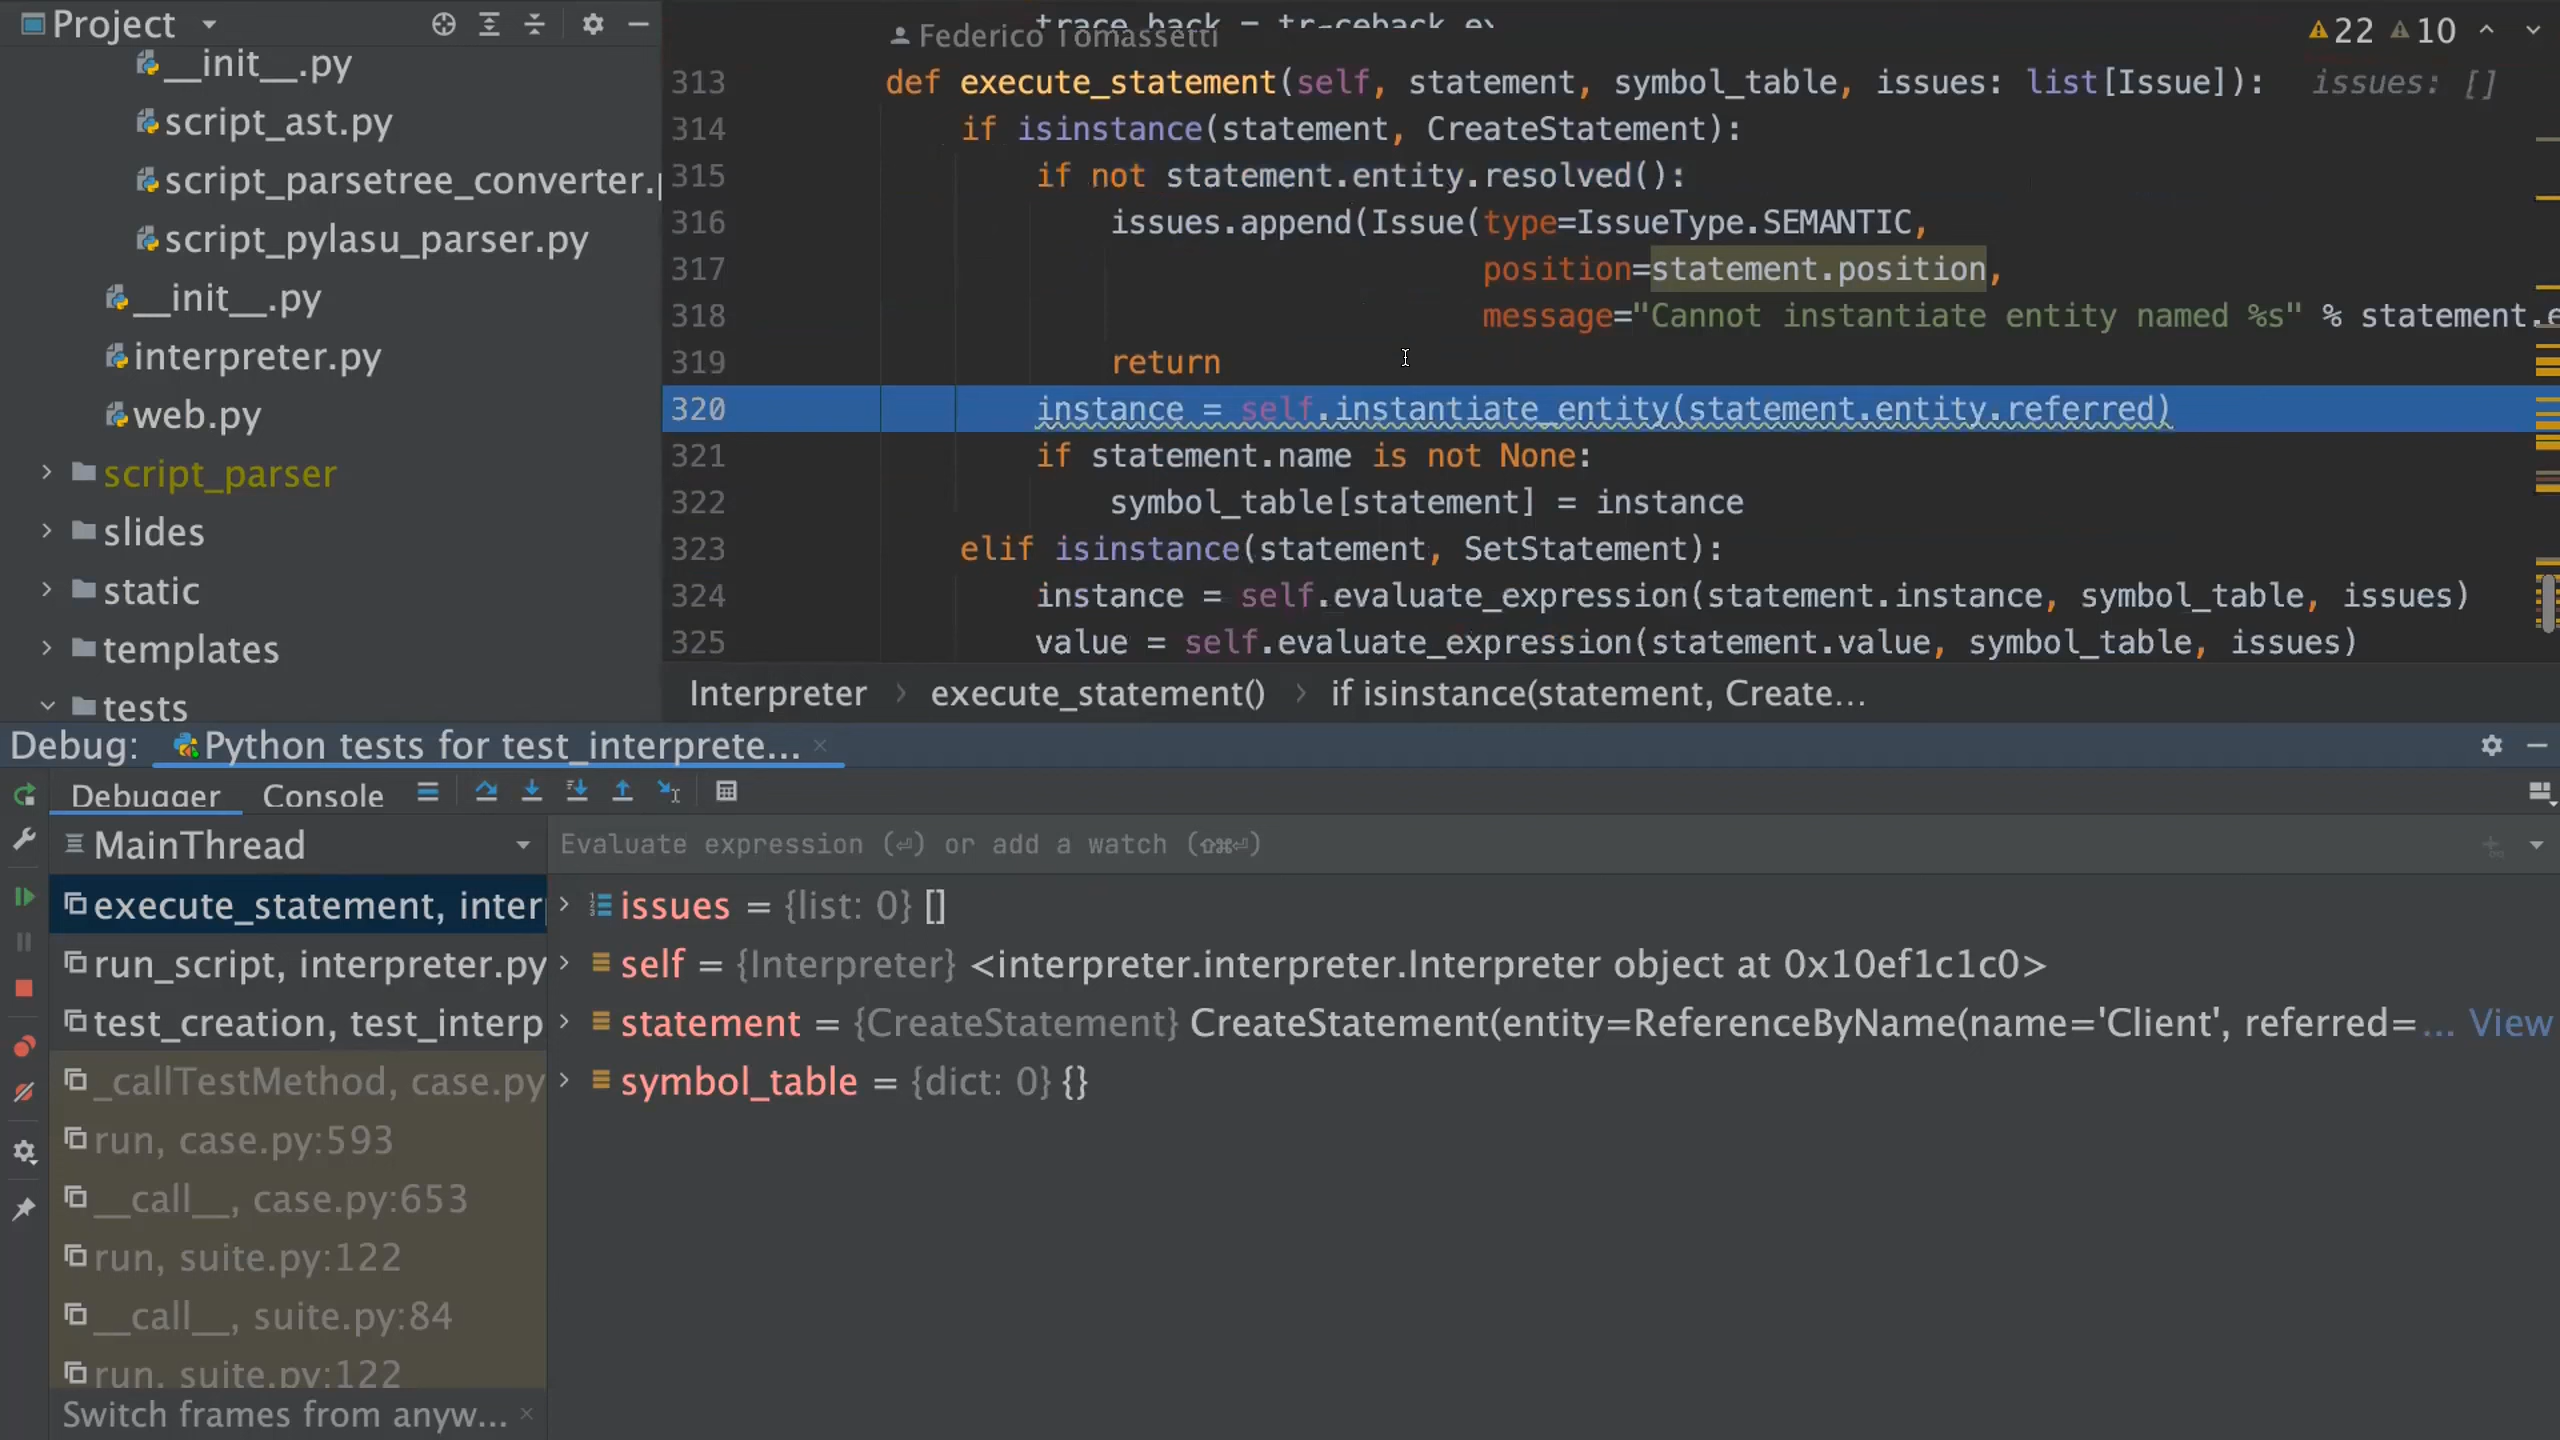 Project
__init__.py
script_ast.py
script_parsetree_converter.
script_pylasu_parser.py
__init__.py
interpreter.py
web.py
script_parser
slides
static
templates
tests
Federico Tomassetti
22 10
313 def execute_statement(self, statement, symbol_table, issues: list[Issue]): issues: []
314 if isinstance(statement, CreateStatement):
315 if not statement.entity.resolved():
316 issues.append(Issue(type=IssueType.SEMANTIC,
317 position=statement.position,
318 message="Cannot instantiate entity named %s" % statement.e
319 return
320 instance = self.instantiate_entity(statement.entity.referred)
321 if statement.name is not None:
322 symbol_table[statement] = instance
323 elif isinstance(statement, SetStatement):
324 instance = self.evaluate_expression(statement.instance, symbol_table, issues)
325 value = self.evaluate_expression(statement.value, symbol_table, issues)
Interpreter > execute_statement() > if isinstance(statement, Create...
Debug: Python tests for test_interprete... ×
Debugger Console
MainThread
Evaluate expression (⏎) or add a watch (⇧⌘⏎)
execute_statement, inter
run_script, interpreter.py
test_creation, test_interp
_callTestMethod, case.py
run, case.py:593
__call__, case.py:653
run, suite.py:122
__call__, suite.py:84
run, suite.py:122
Switch frames from anyw... ×
issues = {list: 0} []
self = {Interpreter} <interpreter.interpreter.Interpreter object at 0x10ef1c1c0>
statement = {CreateStatement} CreateStatement(entity=ReferenceByName(name='Client', referred=... View
symbol_table = {dict: 0} {}